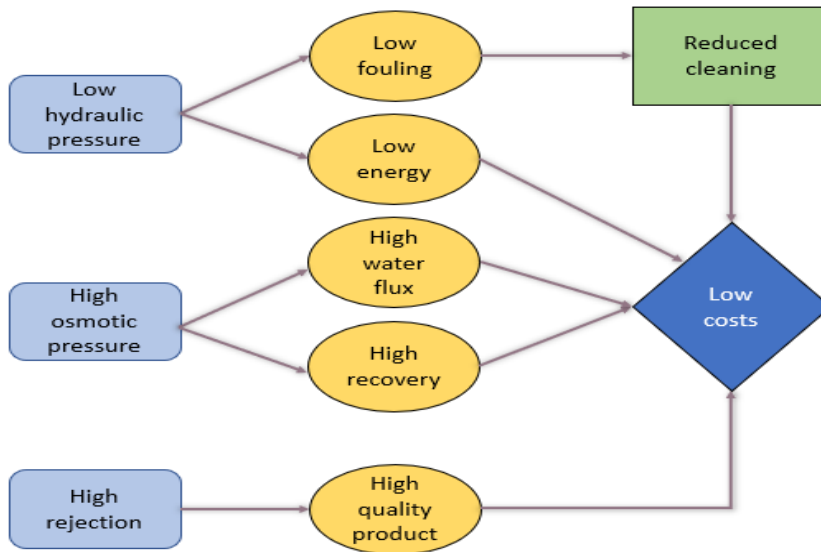 Low
fouling
Reduced
cleaning
Low
hydraulic
pressure
Low
energy
High
water
flux
High
osmotic
pressure
Low
costs
High
recovery
High
rejection
High
quality
product